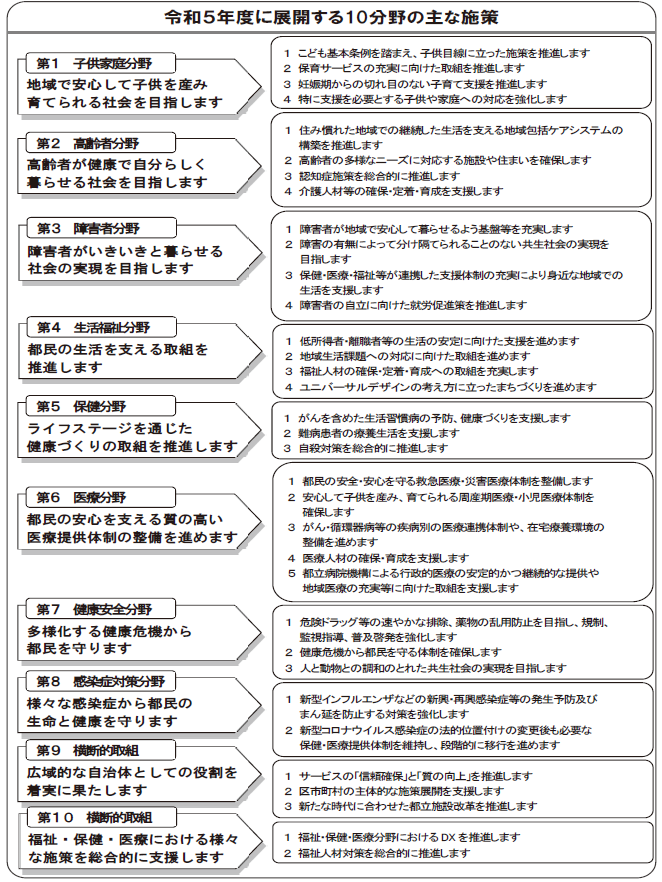 令和５年度に展開する10分野の主な施策
第１　子供家庭分野
地域で安心して子供を産み
育てられる社会を目指します
1 こども基本条例を踏まえ、子供目線に立った施策を推進します
2 保育サービスの充実に向けた取組を推進します
3 妊娠期からの切れ目のない子育て支援を推進します
4 特に支援を必要とする子供や家庭への対応を強化します
第２　高齢者分野
高齢者が健康で自分らしく
暮らせる社会を目指します
1 住み慣れた地域での継続した生活を支える地域包括ケアシステムの
構築を推進します
2 高齢者の多様なニーズに対応する施設や住まいを確保します
3 認知症施策を総合的に推進します
4 介護人材等の確保・定着・育成を支援します
第３　障害者分野
障害者がいきいきと暮らせる
社会の実現を目指します
1 障害者が地域で安心して暮らせるよう基盤等を充実します
2 障害の有無によって分け隔てられることのない共生社会の実現を
目指します
3 保健・医療・福祉等が連携した支援体制の充実により身近な地域での
生活を支援します
4 障害者の自立に向けた就労促進策を推進します
第４　生活福祉分野
都民の生活を支える取組を
推進します
1 低所得者・離職者等の生活の安定に向けた支援を進めます
2 地域生活課題への対応に向けた取組を進めます
3 福祉人材の確保・定着・育成への取組を充実します
4 ユニバーサルデザインの考え方に立ったまちづくりを進めます
第５　保健分野
ライフステージを通じた
健康づくりの取組を推進します
1 がんを含めた生活習慣病の予防、健康づくりを支援します
2 難病患者の療養生活を支援します
3 自殺対策を総合的に推進します
第６　医療分野
都民の安心を支える質の高い
医療提供体制の整備を進めます
1 都民の安全・安心を守る救急医療・災害医療体制を整備します
2 安心して子供を産み、育てられる周産期医療・小児医療体制を
確保します
3 がん・循環器病等の疾病別の医療連携体制や、在宅療養環境の
整備を進めます
4 医療人材の確保・育成を支援します
5 都立病院機構による行政的医療の安定的かつ継続的な提供や
地域医療の充実等に向けた取組を支援します
第７　健康安全分野
多様化する健康危機から
都民を守ります
1 危険ドラッグ等の速やかな排除、薬物の乱用防止を目指し、規制、
監視指導、普及啓発を強化します
2 健康危機から都民を守る体制を確保します
3 人と動物との調和のとれた共生社会の実現を目指します
第８　感染症対策分野
様々な感染症から都民の
生命と健康を守ります
1 新型インフルエンザなどの新興・再興感染症等の発生予防及び
まん延を防止する対策を強化します
2 新型コロナウイルス感染症の法的位置付けの変更後も必要な
保健・医療提供体制を維持し、段階的に移行を進めます
第９　横断的取組
広域的な自治体としての役割を
着実に果たします
1 サービスの「信頼確保」と「質の向上」を推進します
2 区市町村の主体的な施策展開を支援します
3 新たな時代に合わせた都立施設改革を推進します
第１０　横断的取組
福祉・保健・医療における様々
な施策を総合的に支援します
1 福祉・保健・医療分野におけるDXを推進します
2 福祉人材対策を総合的に推進します